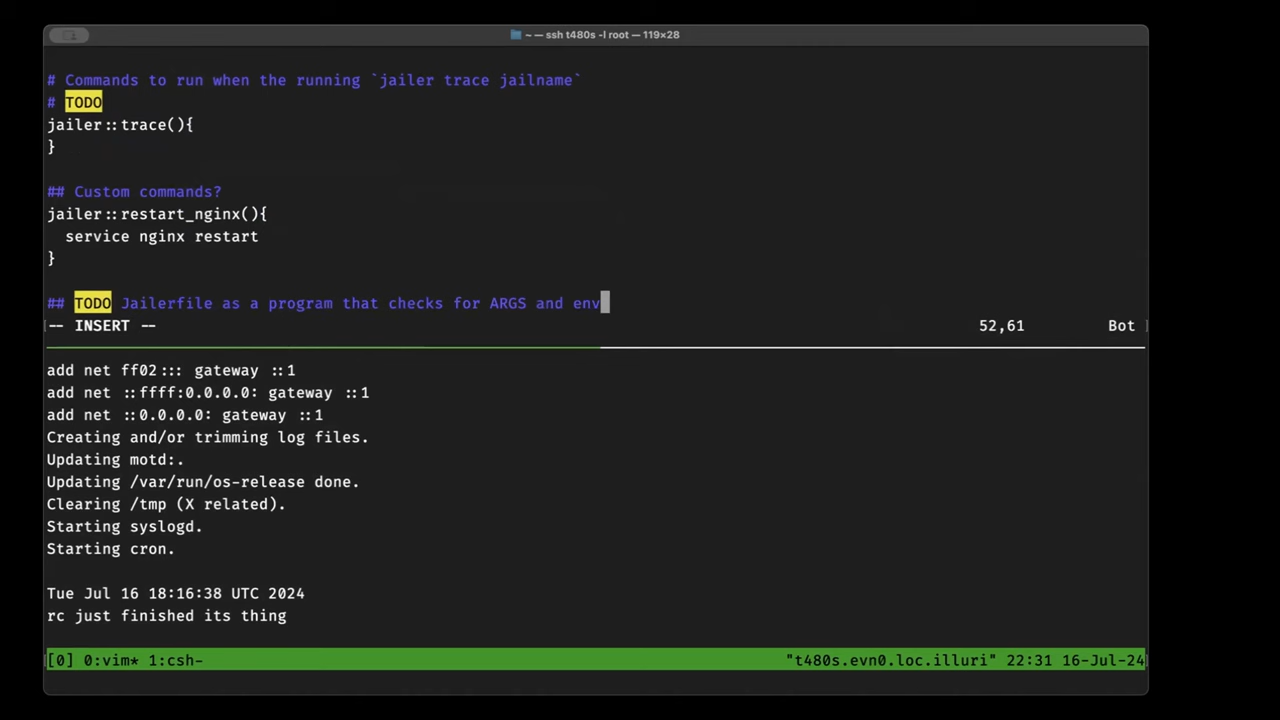 ~ — ssh t480s -l root — 119×28
# Commands to run when the running `jailer trace jailname`
# TODO
jailer::trace(){
}
## Custom commands?
jailer::restart_nginx(){
  service nginx restart
}
## TODO Jailerfile as a program that checks for ARGS and env
-- INSERT -- 52,61 Bot
add net ff02::: gateway ::1
add net ::ffff:0.0.0.0: gateway ::1
add net ::0.0.0.0: gateway ::1
Creating and/or trimming log files.
Updating motd:.
Updating /var/run/os-release done.
Clearing /tmp (X related).
Starting syslogd.
Starting cron.
Tue Jul 16 18:16:38 UTC 2024
rc just finished its thing
[0] 0:vim* 1:csh- "t480s.evn0.loc.illuri" 22:31 16-Jul-24